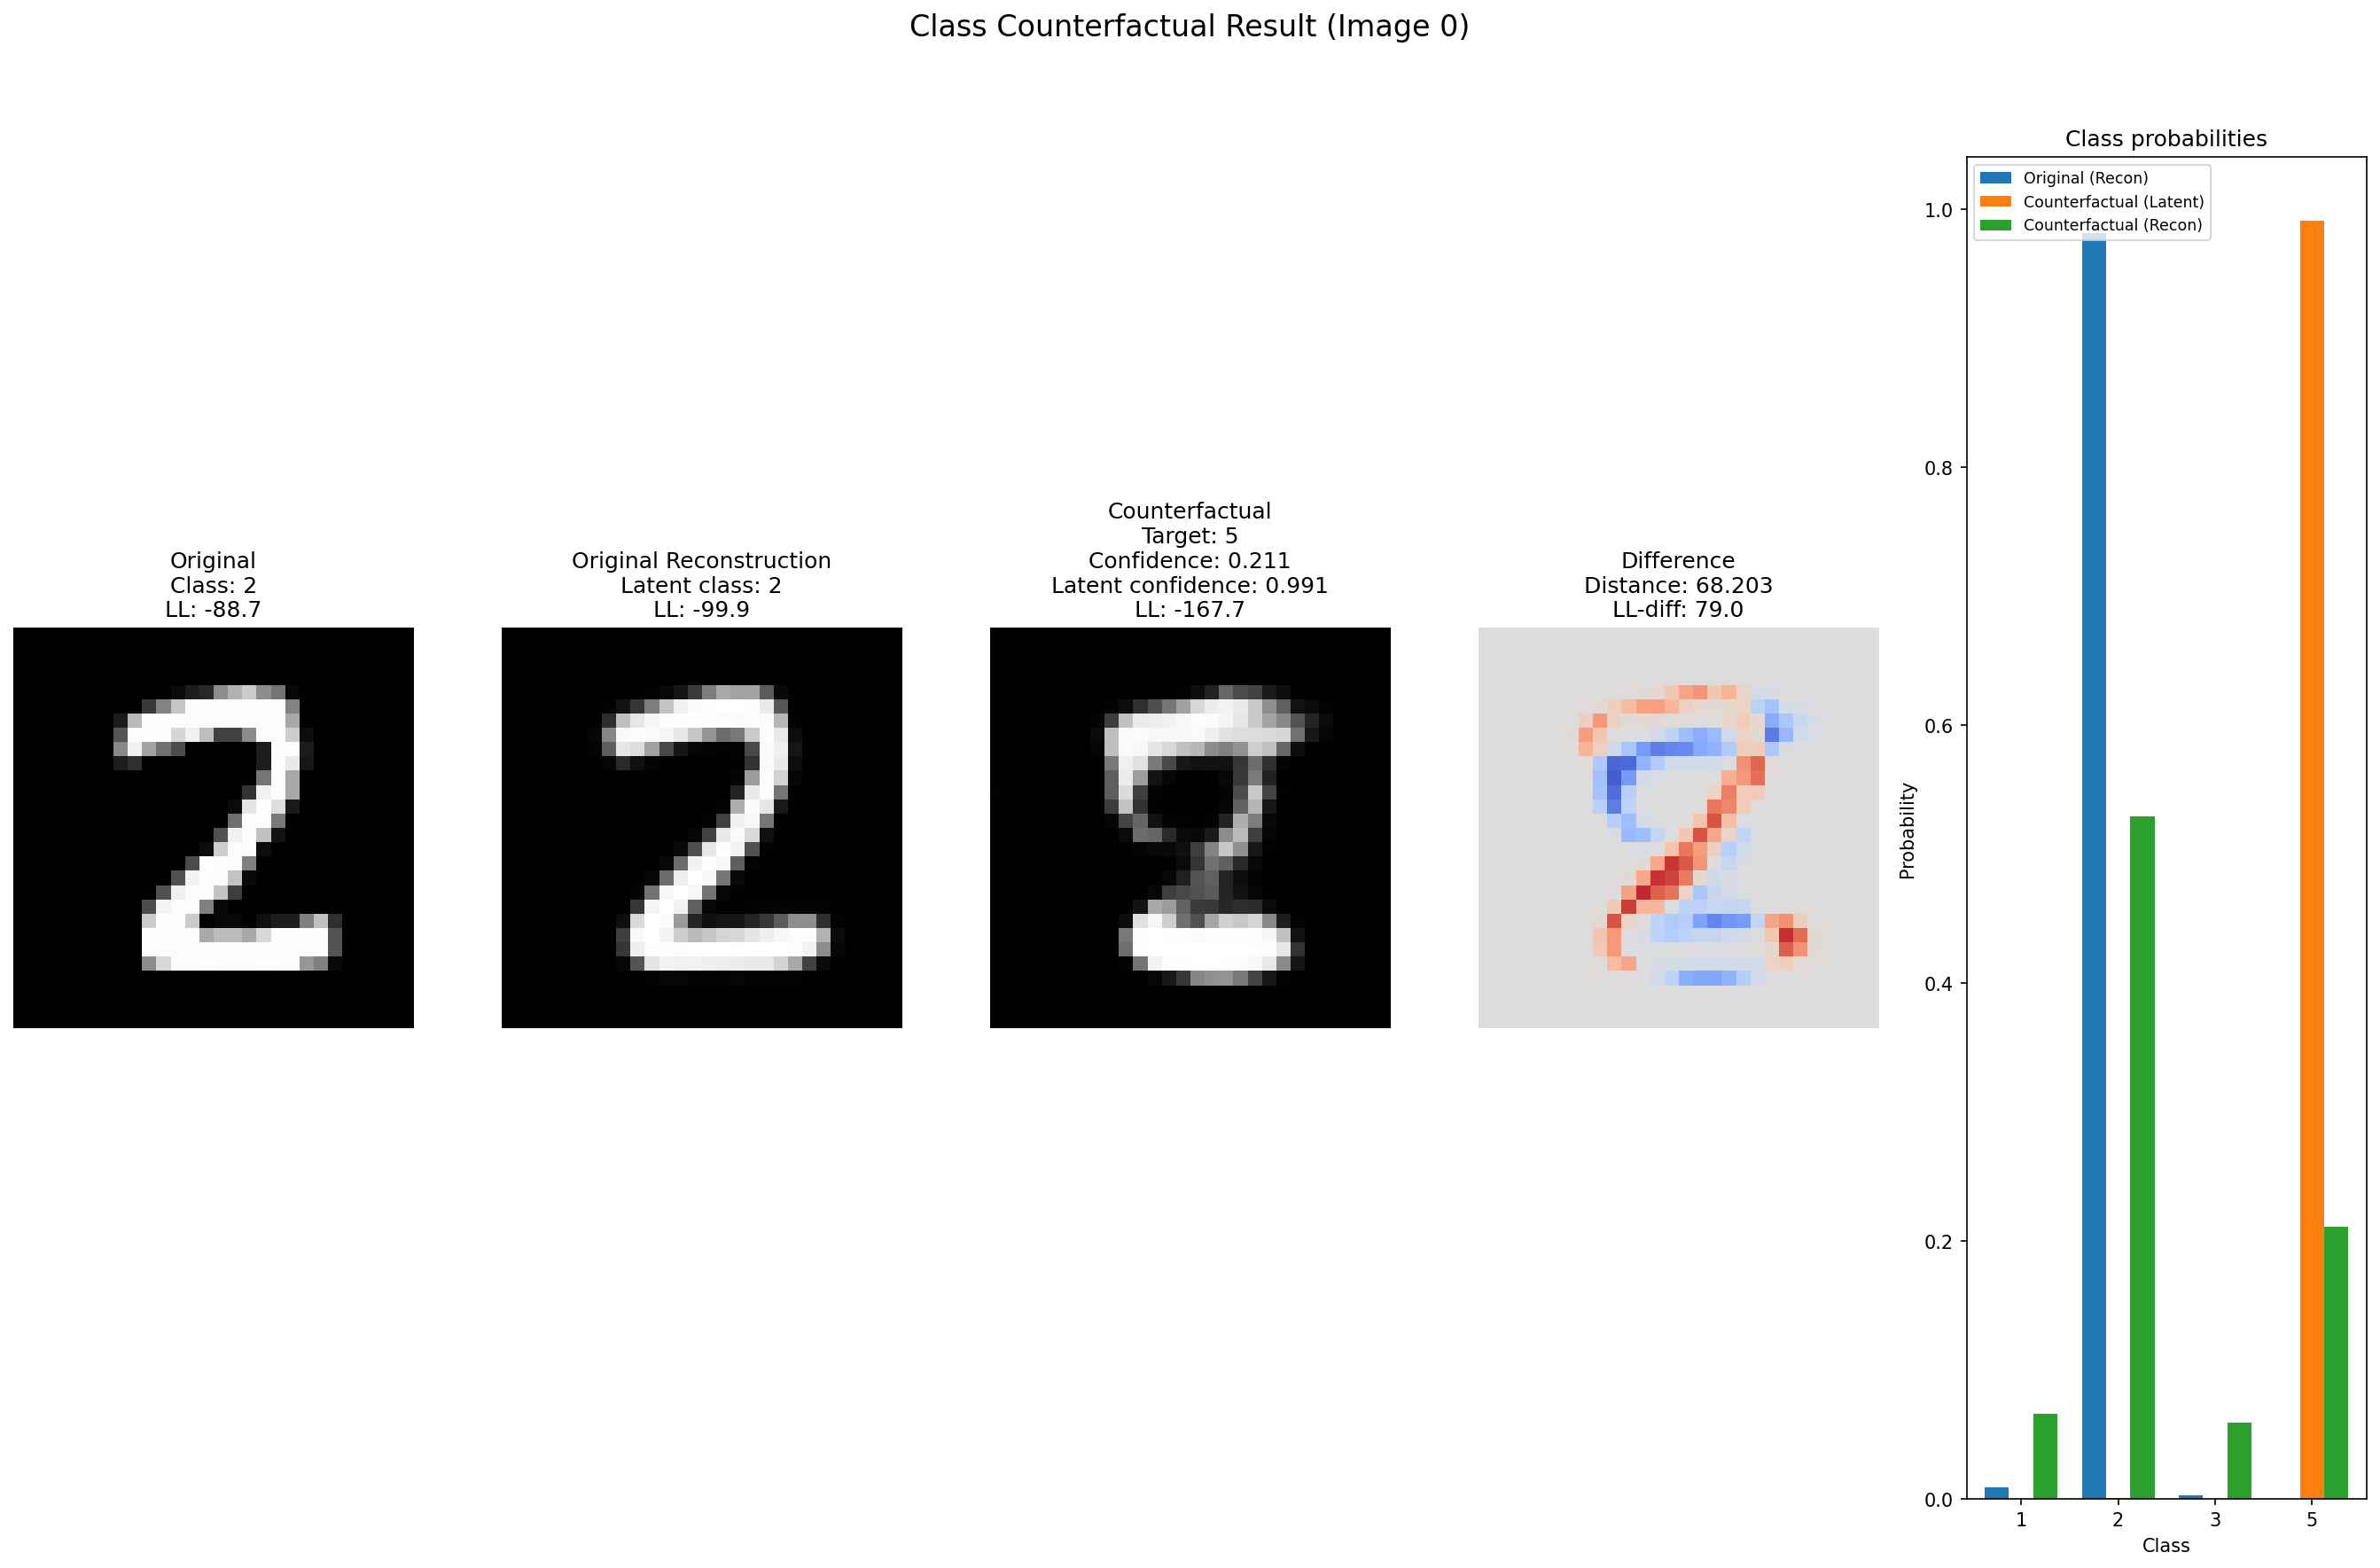 Class Counterfactual Result (Image 0)
Original
Class: 2
LL: -88.7
2
Original Reconstruction
Latent class: 2
LL: -99.9
2
Counterfactual
Target: 5
Confidence: 0.211
Latent confidence: 0.991
LL: -167.7
Difference
Distance: 68.203
LL-diff: 79.0
Class probabilities
Original (Recon)
Counterfactual (Latent)
Counterfactual (Recon)
Probability
1.0
0.8
0.6
0.4
0.2
0.0
1 2 3 5
Class